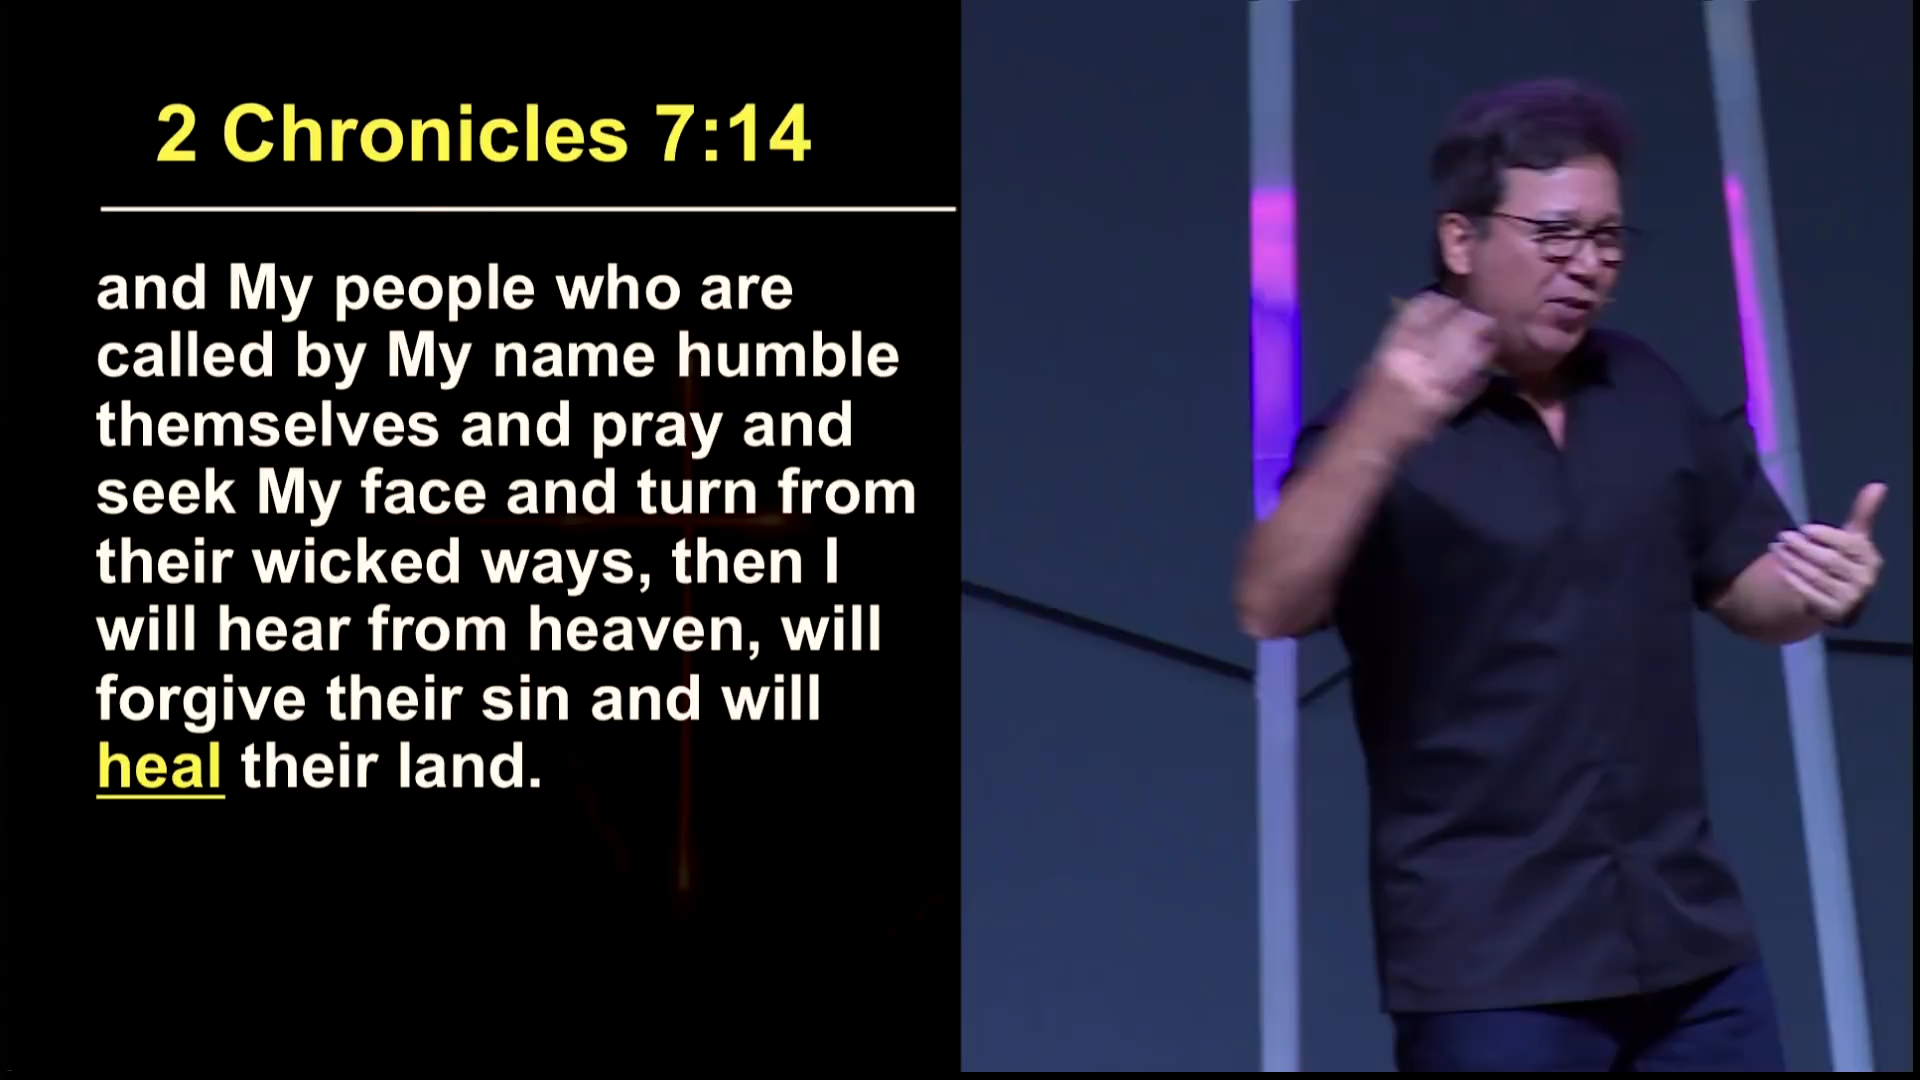 2 Chronicles 7:14
and My people who are
called by My name humble
themselves and pray and
seek My face and turn from
their wicked ways, then I
will hear from heaven, will
forgive their sin and will
heal their land.